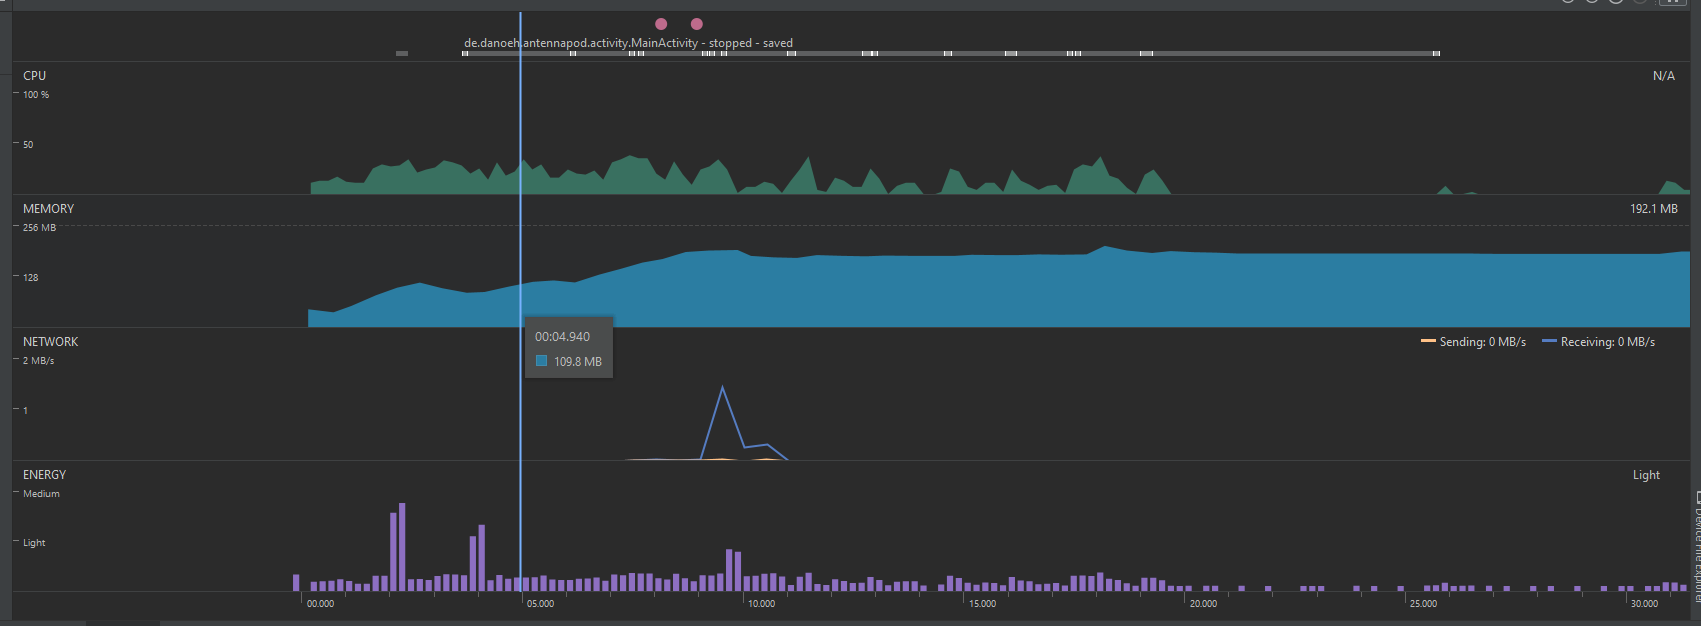 de.danoeh.antennapod.activity.MainActivity - stopped - saved
CPU
N/A
100 %
50
MEMORY
192.1 MB
256 MB
128
00:04.940
109.8 MB
NETWORK
Sending: 0 MB/s
Receiving: 0 MB/s
2 MB/s
1
ENERGY
Light
Medium
Light
00.000
05.000
10.000
15.000
20.000
25.000
30.000
Device File Explorer